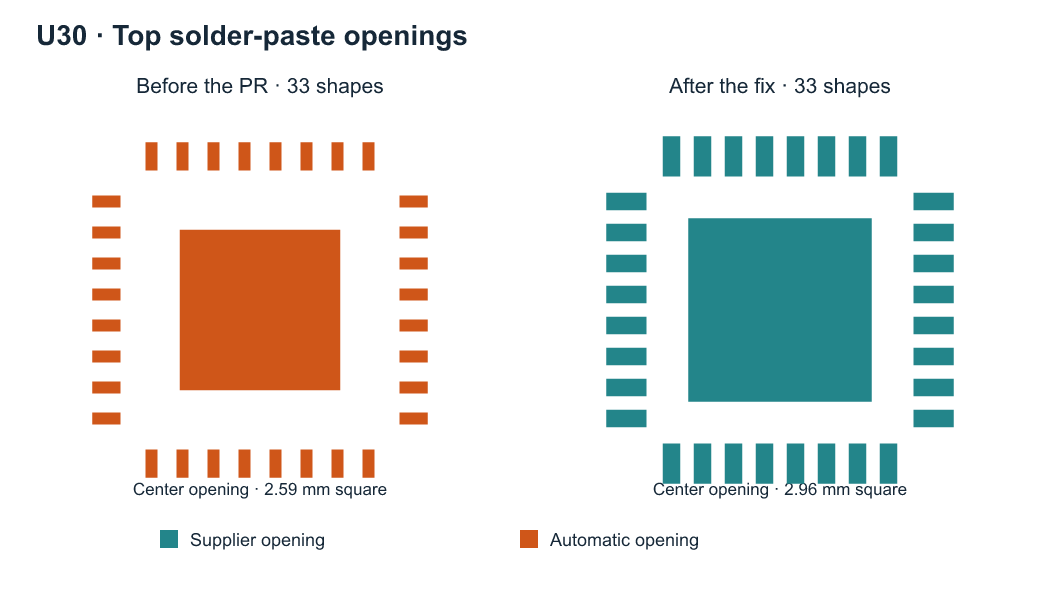 U30 · Top solder-paste openings
Before the PR · 33 shapes
After the fix · 33 shapes
Center opening · 2.59 mm square
Center opening · 2.96 mm square
Supplier opening
Automatic opening